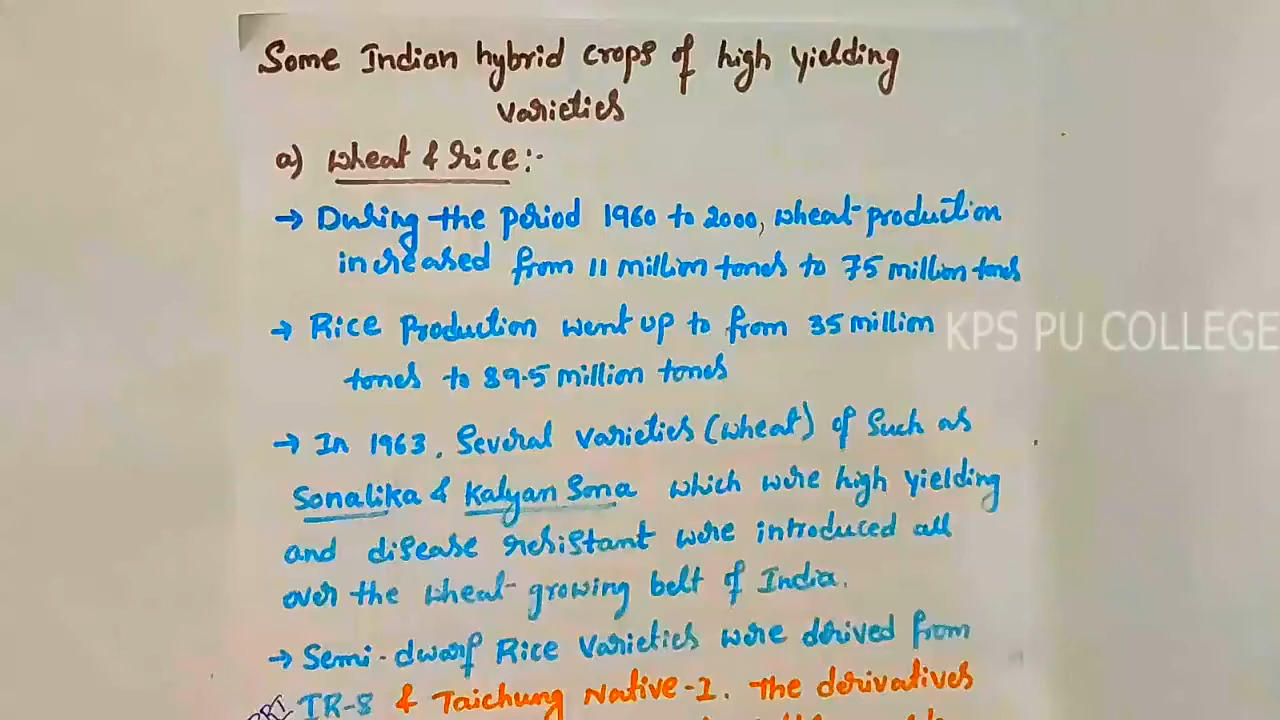 Some Indian hybrid crops of high yielding
varieties
a) Wheat & rice:-
→ During the period 1960 to 2000, wheat production
increased from 11 million tones to 75 million tones
→ Rice Production went up to from 35 million
tones to 89.5 million tones
KPS PU COLLEGE
→ In 1963, Several varieties (wheat) of Such as
Sonalika & Kalyan Sona which were high yielding
and disease resistant were introduced all
over the wheat-growing belt of India.
→ Semi-dwarf Rice Varieties were derived from
IR-8 & Taichung Native-1. The derivatives